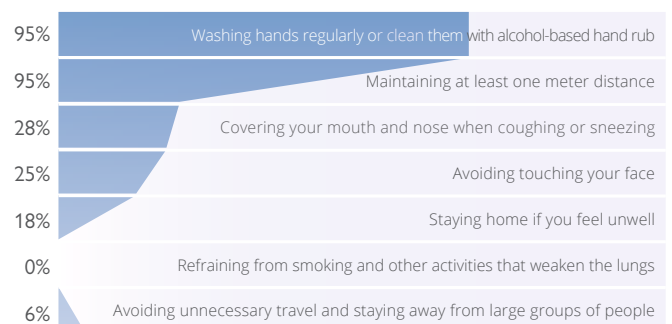 95% Washing hands regularly or clean them with alcohol-based hand rub
95% Maintaining at least one meter distance
28% Covering your mouth and nose when coughing or sneezing
25% Avoiding touching your face
18% Staying home if you feel unwell
0% Refraining from smoking and other activities that weaken the lungs
6% Avoiding unnecessary travel and staying away from large groups of people